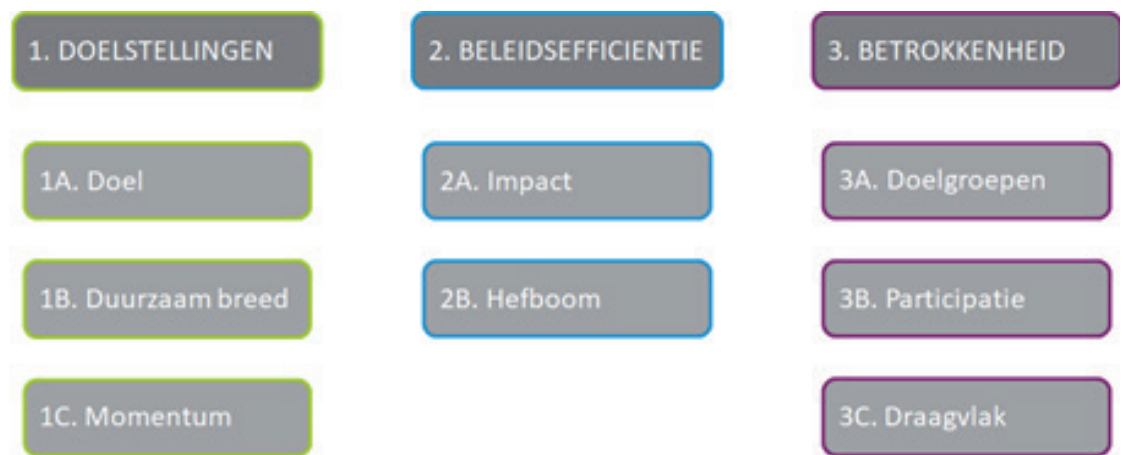 1. DOELSTELLINGEN
1A. Doel
1B. Duurzaam breed
1C. Momentum
2. BELEIDSEFFICIENTIE
2A. Impact
2B. Hefboom
3. BETROKKENHEID
3A. Doelgroepen
3B. Participatie
3C. Draagvlak